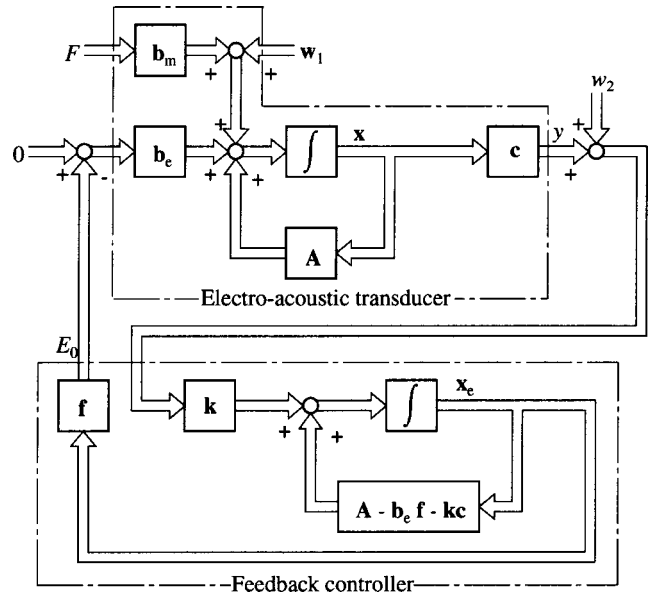 F
b_m
w_1
+
+
w_2
+
+
0
b_e
∫
x
c
y
+
-
+
+
+
A
Electro-acoustic transducer
E_0
f
k
∫
x_e
+
+
A - b_e f - kc
Feedback controller